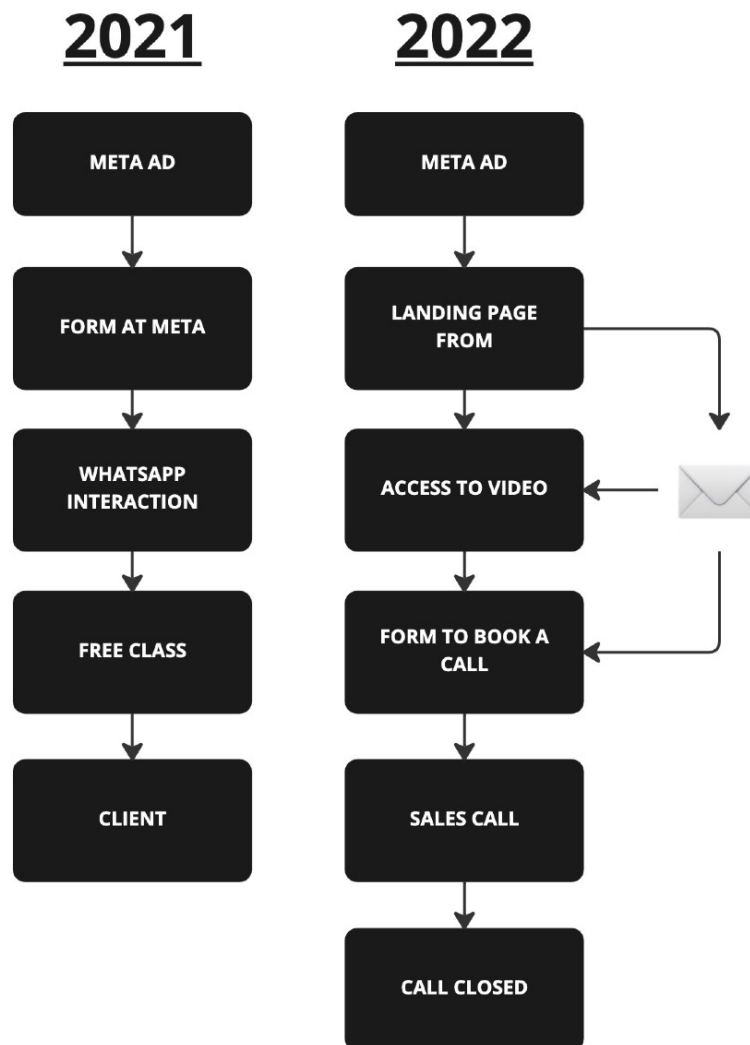 2021
META AD
FORM AT META
WHATSAPP
INTERACTION
FREE CLASS
CLIENT
2022
META AD
LANDING PAGE
FROM
ACCESS TO VIDEO
FORM TO BOOK A
CALL
SALES CALL
CALL CLOSED